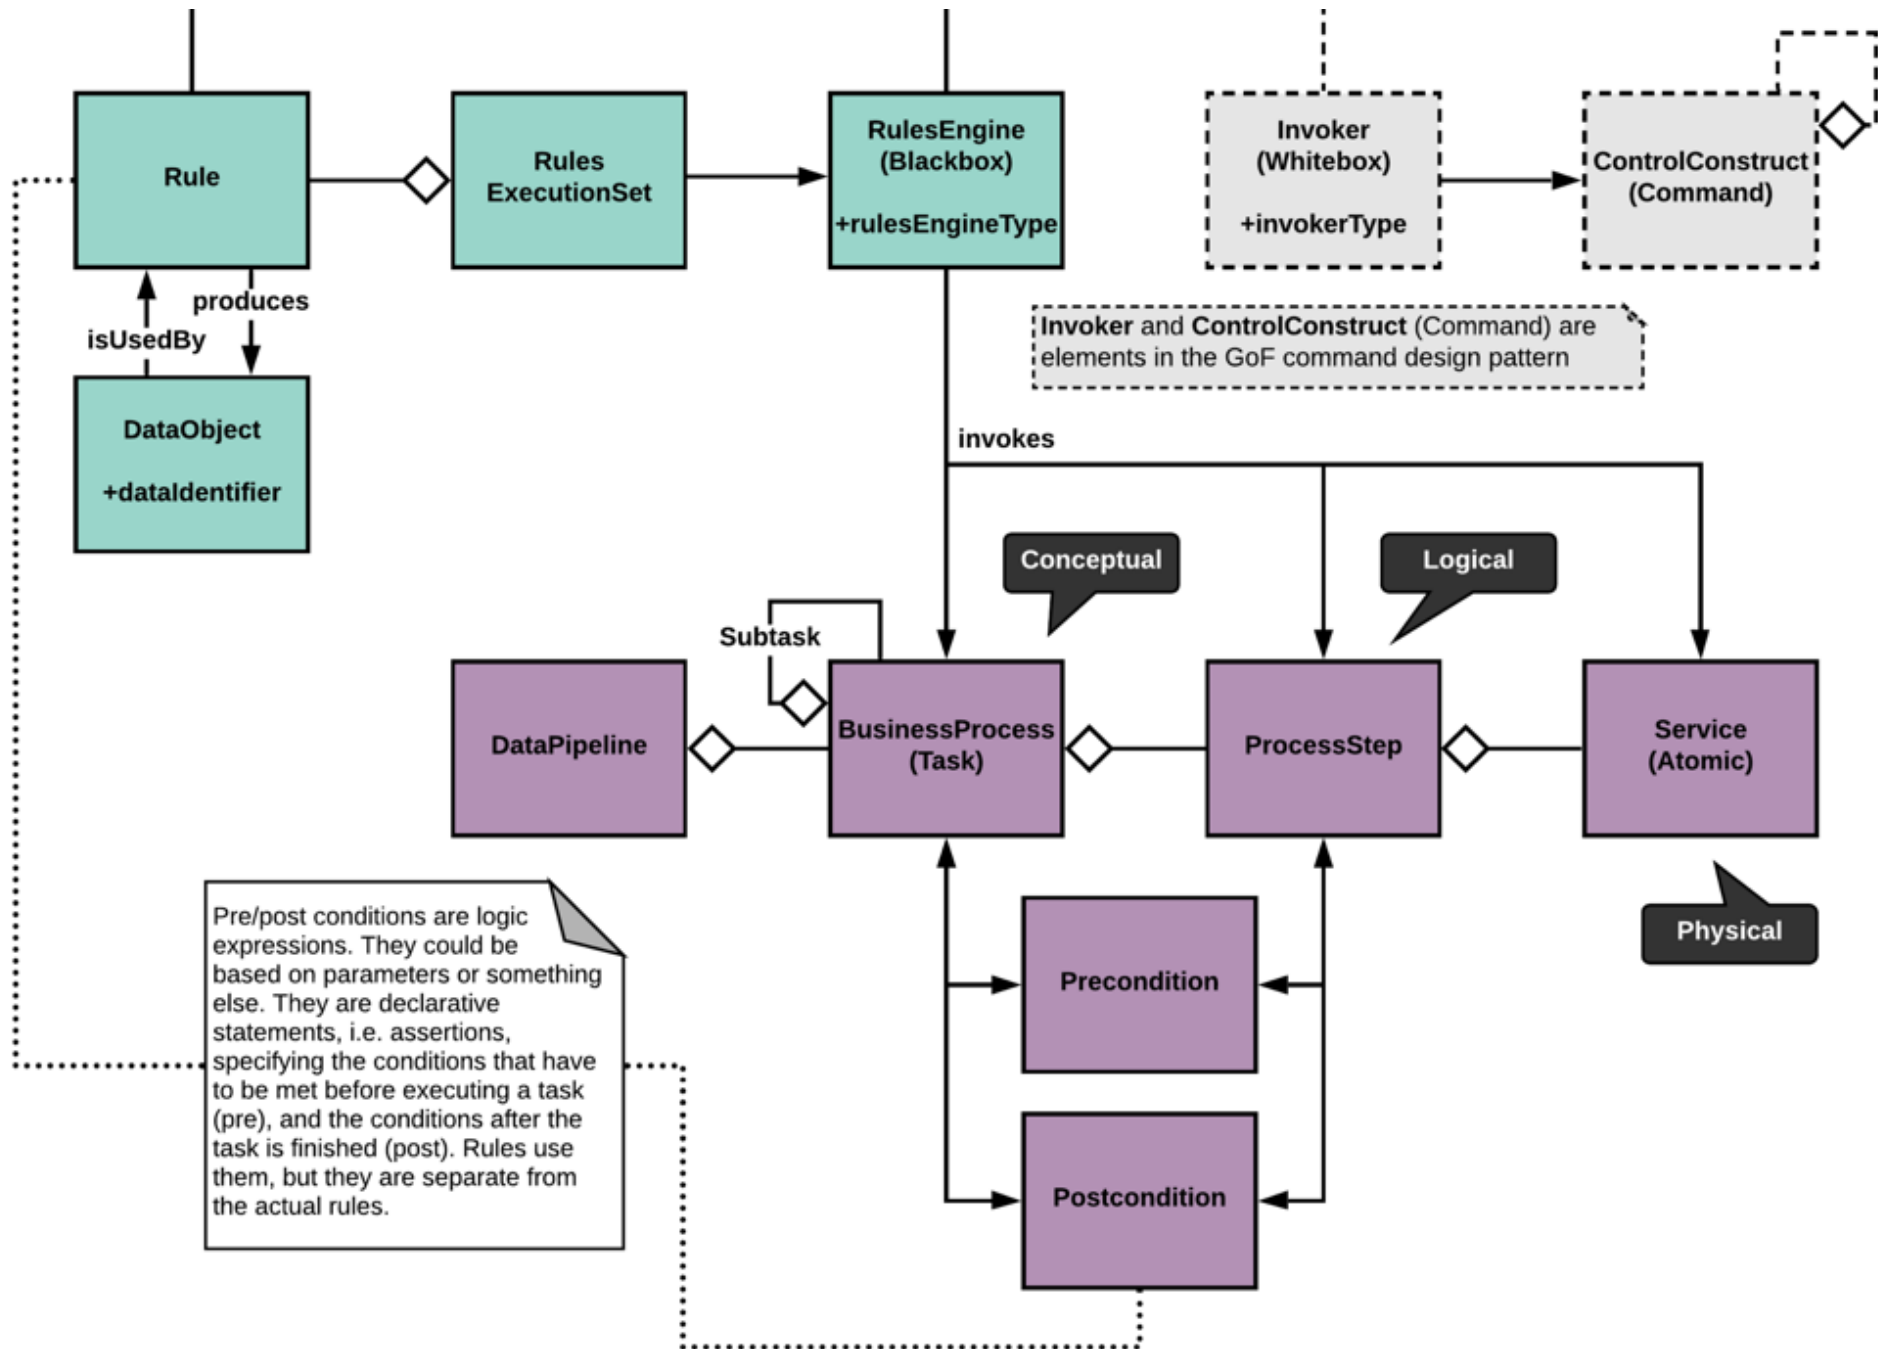 Rule
Rules
ExecutionSet
RulesEngine
(Blackbox)
+rulesEngineType
Invoker
(Whitebox)
+invokerType
ControlConstruct
(Command)
produces
isUsedBy
Invoker and ControlConstruct (Command) are
elements in the GoF command design pattern
DataObject
+dataIdentifier
invokes
Conceptual
Logical
Subtask
DataPipeline
BusinessProcess
(Task)
ProcessStep
Service
(Atomic)
Physical
Pre/post conditions are logic
expressions. They could be
based on parameters or something
else. They are declarative
statements, i.e. assertions,
specifying the conditions that have
to be met before executing a task
(pre), and the conditions after the
task is finished (post). Rules use
them, but they are separate from
the actual rules.
Precondition
Postcondition